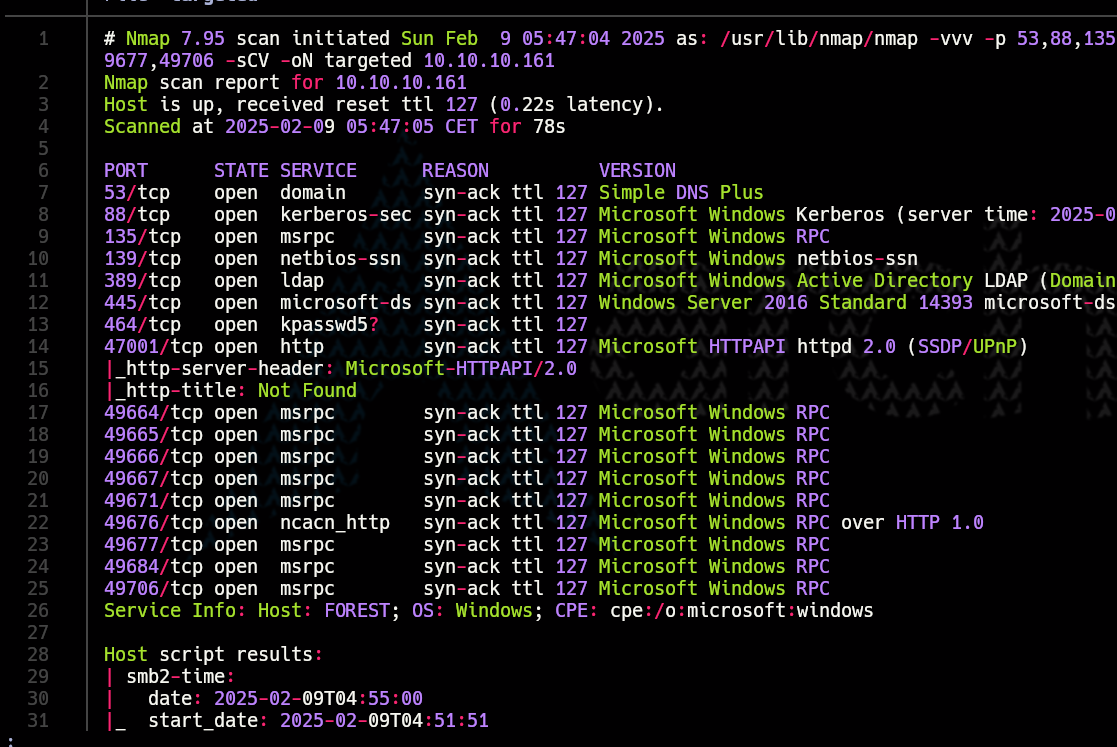 1 # Nmap 7.95 scan initiated Sun Feb  9 05:47:04 2025 as: /usr/lib/nmap/nmap -vvv -p 53,88,135
9677,49706 -sCV -oN targeted 10.10.10.161
2 Nmap scan report for 10.10.10.161
3 Host is up, received reset ttl 127 (0.22s latency).
4 Scanned at 2025-02-09 05:47:05 CET for 78s
5
6 PORT      STATE SERVICE      REASON          VERSION
7 53/tcp    open  domain       syn-ack ttl 127 Simple DNS Plus
8 88/tcp    open  kerberos-sec syn-ack ttl 127 Microsoft Windows Kerberos (server time: 2025-0
9 135/tcp   open  msrpc        syn-ack ttl 127 Microsoft Windows RPC
10 139/tcp   open  netbios-ssn  syn-ack ttl 127 Microsoft Windows netbios-ssn
11 389/tcp   open  ldap         syn-ack ttl 127 Microsoft Windows Active Directory LDAP (Domain
12 445/tcp   open  microsoft-ds syn-ack ttl 127 Windows Server 2016 Standard 14393 microsoft-ds
13 464/tcp   open  kpasswd5?    syn-ack ttl 127
14 47001/tcp open  http         syn-ack ttl 127 Microsoft HTTPAPI httpd 2.0 (SSDP/UPnP)
15 |_http-server-header: Microsoft-HTTPAPI/2.0
16 |_http-title: Not Found
17 49664/tcp open  msrpc        syn-ack ttl 127 Microsoft Windows RPC
18 49665/tcp open  msrpc        syn-ack ttl 127 Microsoft Windows RPC
19 49666/tcp open  msrpc        syn-ack ttl 127 Microsoft Windows RPC
20 49667/tcp open  msrpc        syn-ack ttl 127 Microsoft Windows RPC
21 49671/tcp open  msrpc        syn-ack ttl 127 Microsoft Windows RPC
22 49676/tcp open  ncacn_http   syn-ack ttl 127 Microsoft Windows RPC over HTTP 1.0
23 49677/tcp open  msrpc        syn-ack ttl 127 Microsoft Windows RPC
24 49684/tcp open  msrpc        syn-ack ttl 127 Microsoft Windows RPC
25 49706/tcp open  msrpc        syn-ack ttl 127 Microsoft Windows RPC
26 Service Info: Host: FOREST; OS: Windows; CPE: cpe:/o:microsoft:windows
27
28 Host script results:
29 | smb2-time:
30 |   date: 2025-02-09T04:55:00
31 |_  start_date: 2025-02-09T04:51:51
: